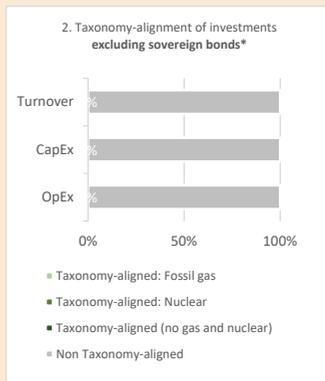 2. Taxonomy-alignment of investments
excluding sovereign bonds*
Turnover
%
CapEx
%
OpEx
%
0% 50% 100%
Taxonomy-aligned: Fossil gas
Taxonomy-aligned: Nuclear
Taxonomy-aligned (no gas and nuclear)
Non Taxonomy-aligned